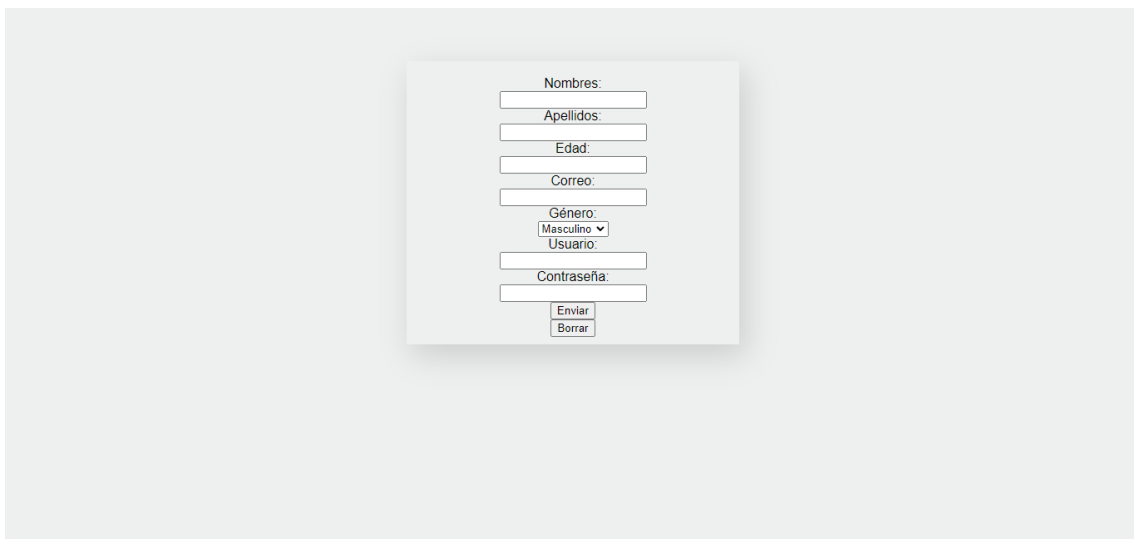 Nombres:
Apellidos:
Edad:
Correo:
Género:
Masculino
Usuario:
Contraseña:
Enviar
Borrar